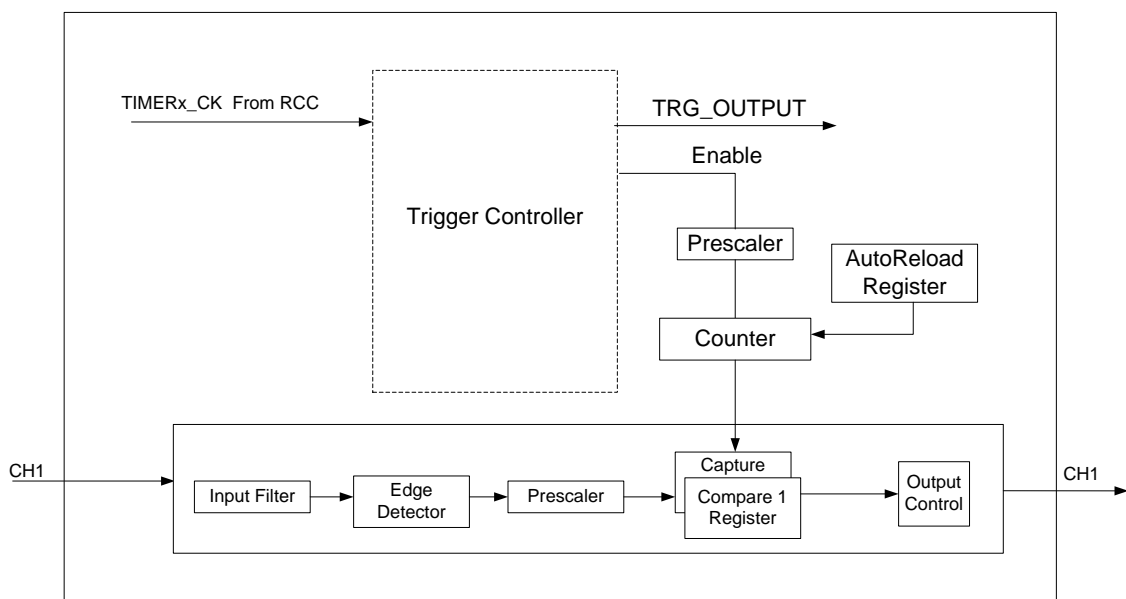 TIMERx_CK From RCC
TRG_OUTPUT
Enable
Trigger Controller
Prescaler
AutoReload
Register
Counter
CH1
Input Filter
Edge
Detector
Prescaler
Capture
Compare 1
Register
Output
Control
CH1